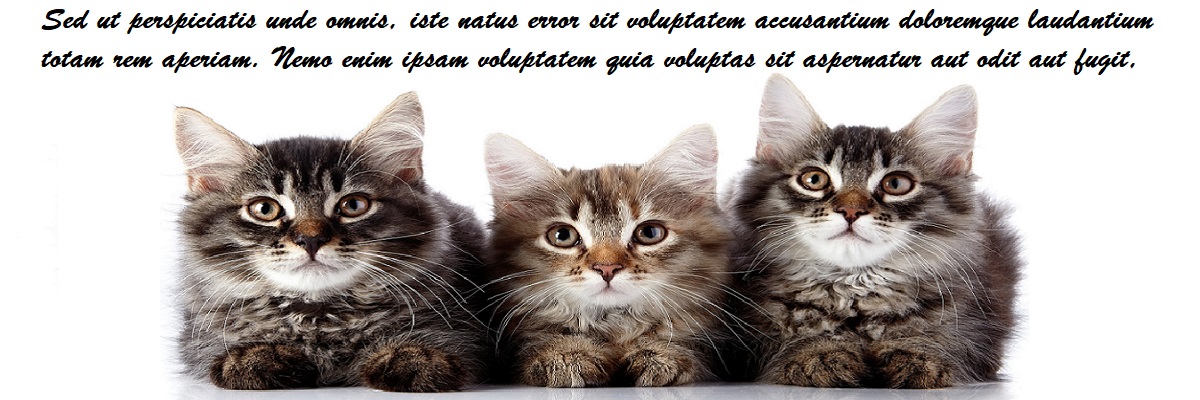 Sed ut perspiciatis unde omnis, iste natus error sit voluptatem accusantium doloremque laudantium
totam rem aperiam. Nemo enim ipsam voluptatem quia voluptas sit aspernatur aut odit aut fugit,